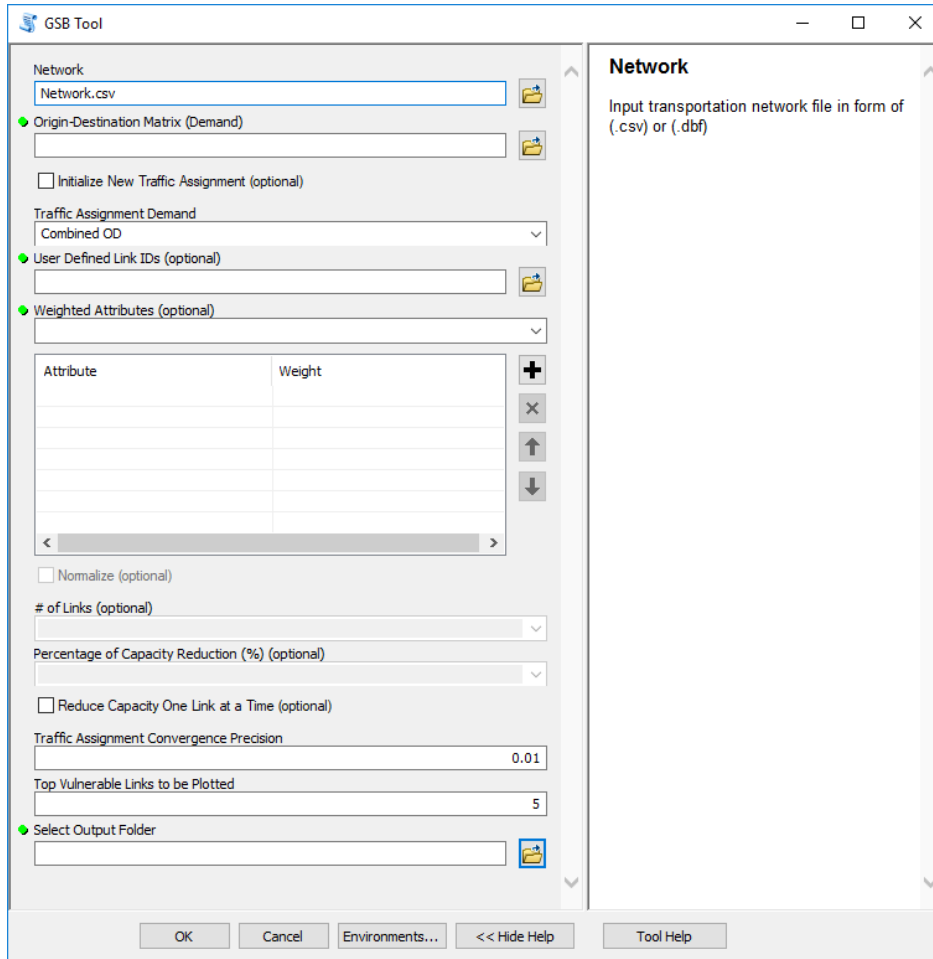 GSB Tool
Network
Network.csv
Origin-Destination Matrix (Demand)
Initialize New Traffic Assignment (optional)
Traffic Assignment Demand
Combined OD
User Defined Link IDs (optional)
Weighted Attributes (optional)
Attribute Weight
Normalize (optional)
# of Links (optional)
Percentage of Capacity Reduction (%) (optional)
Reduce Capacity One Link at a Time (optional)
Traffic Assignment Convergence Precision
0.01
Top Vulnerable Links to be Plotted
5
Select Output Folder
Network
Input transportation network file in form of
(.csv) or (.dbf)
OK Cancel Environments... << Hide Help Tool Help